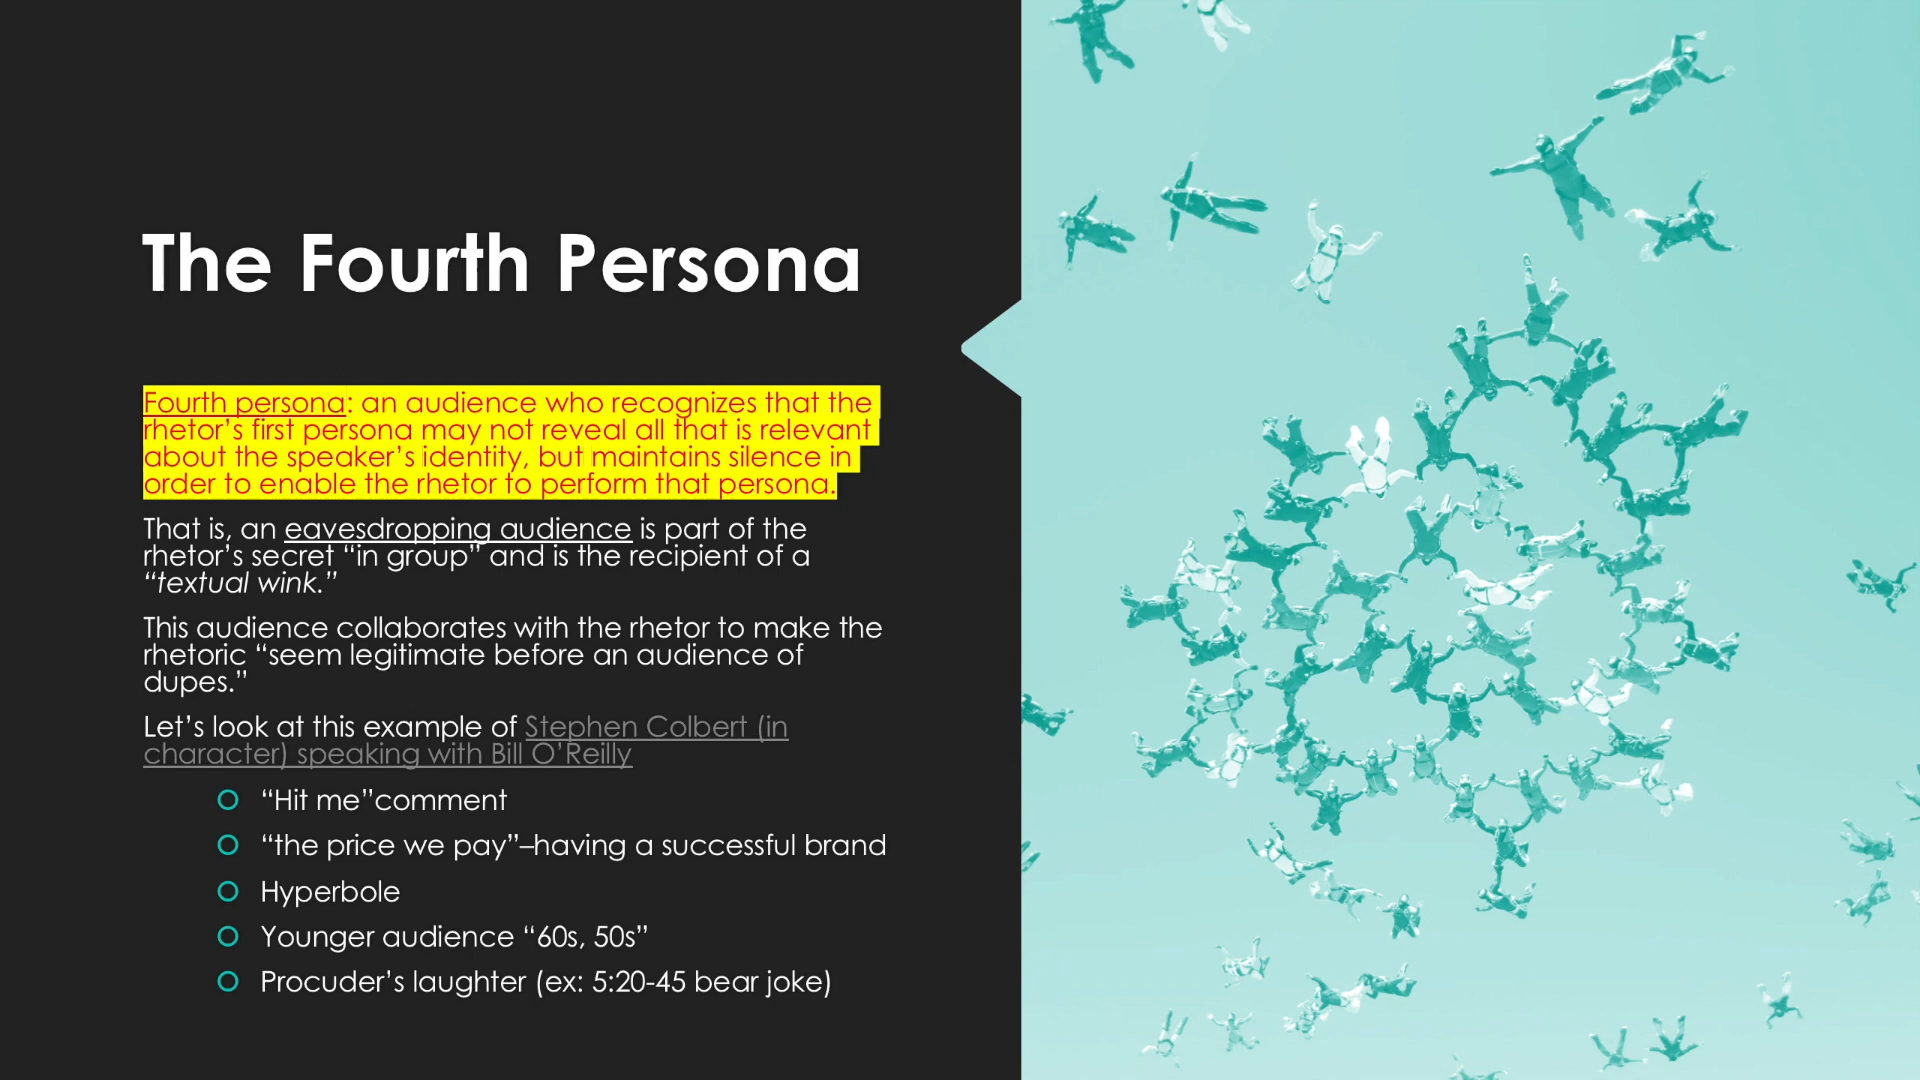 The Fourth Persona
Fourth persona: an audience who recognizes that the
rhetor’s first persona may not reveal all that is relevant
about the speaker’s identity, but maintains silence in
order to enable the rhetor to perform that persona.
That is, an eavesdropping audience is part of the
rhetor’s secret “in group” and is the recipient of a
“textual wink.”
This audience collaborates with the rhetor to make the
rhetoric “seem legitimate before an audience of
dupes.”
Let’s look at this example of Stephen Colbert (in
character) speaking with Bill O’Reilly
“Hit me”comment
“the price we pay”–having a successful brand
Hyperbole
Younger audience “60s, 50s”
Procuder’s laughter (ex: 5:20-45 bear joke)